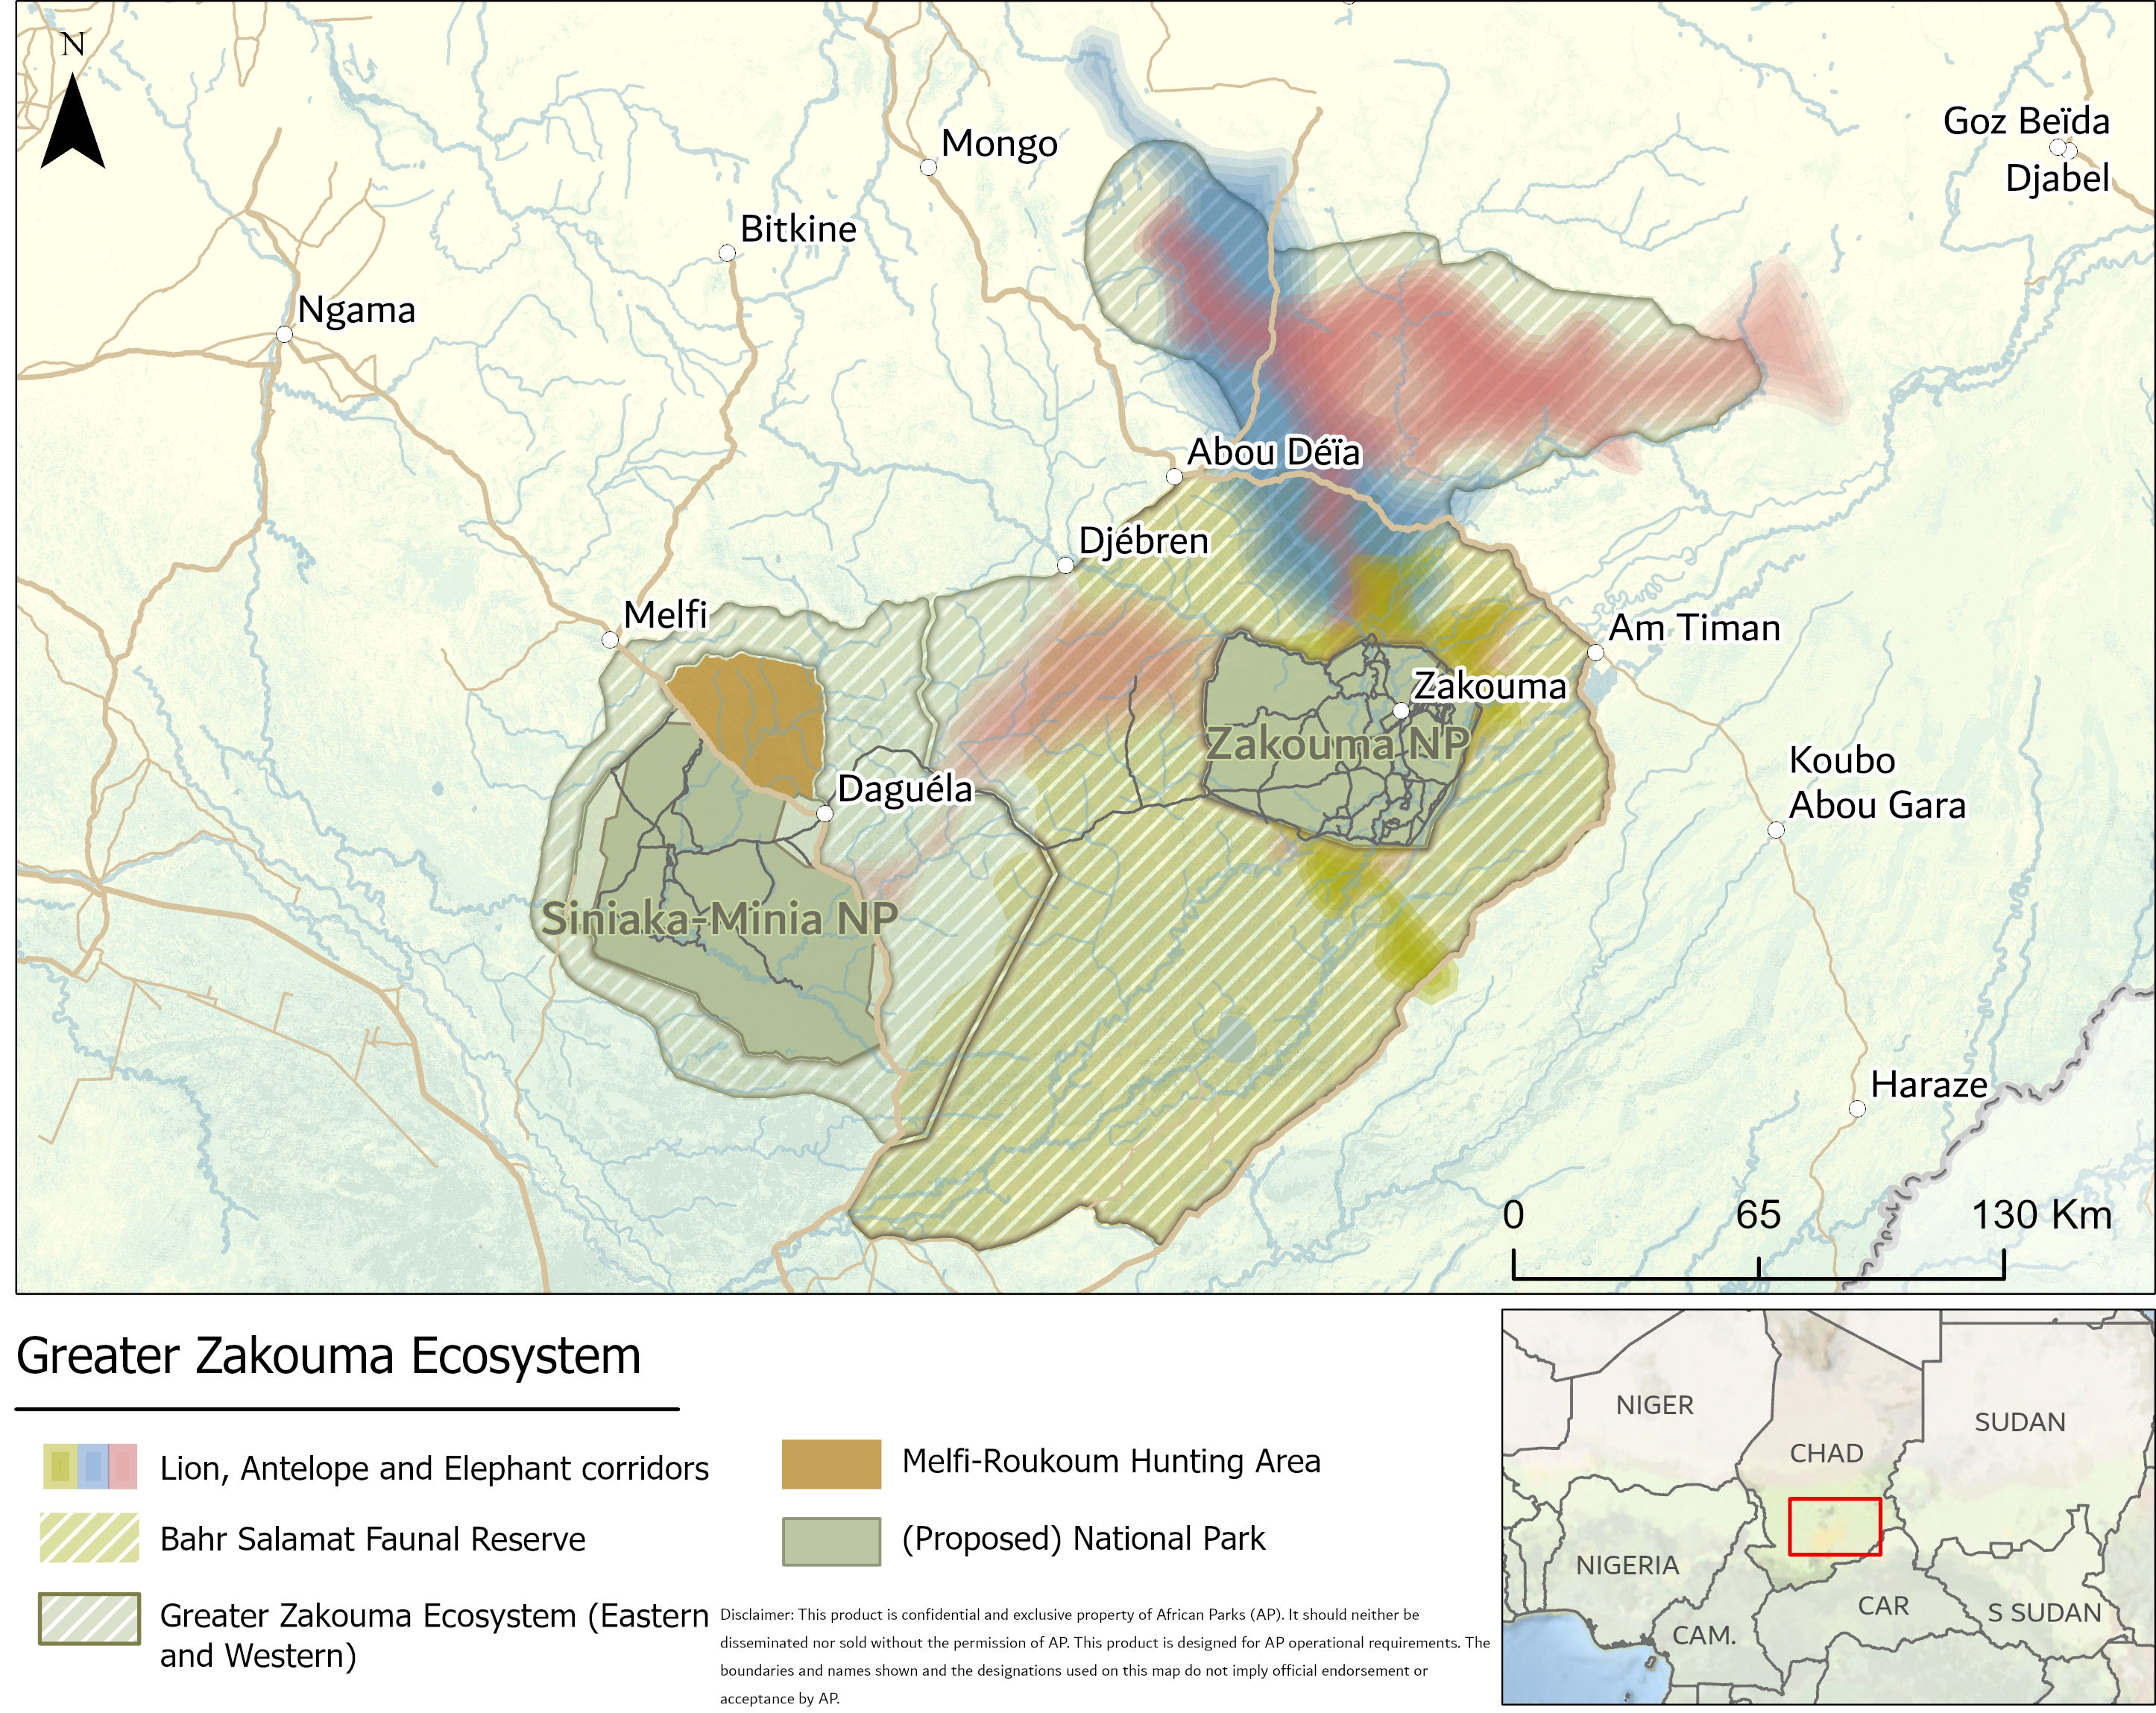 N
Goz Beïda
Mongo
Djabel
Bitkine
Ngama
Abou Déïa
Djébren
Melfi
Am Timan
Zakouma
Zakouma NP
Koubo
Abou Gara
Daguéla
Siniaka-Minia NP
Haraze
0 65 130 Km
Greater Zakouma Ecosystem
Lion, Antelope and Elephant corridors
Bahr Salamat Faunal Reserve
Greater Zakouma Ecosystem (Eastern
and Western)
Melfi-Roukoum Hunting Area
(Proposed) National Park
Disclaimer: This product is confidential and exclusive property of African Parks (AP). It should neither be
disseminated nor sold without the permission of AP. This product is designed for AP operational requirements. The
boundaries and names shown and the designations used on this map do not imply official endorsement or
acceptance by AP.
NIGER
SUDAN
CHAD
NIGERIA
CAR
S SUDAN
CAM.